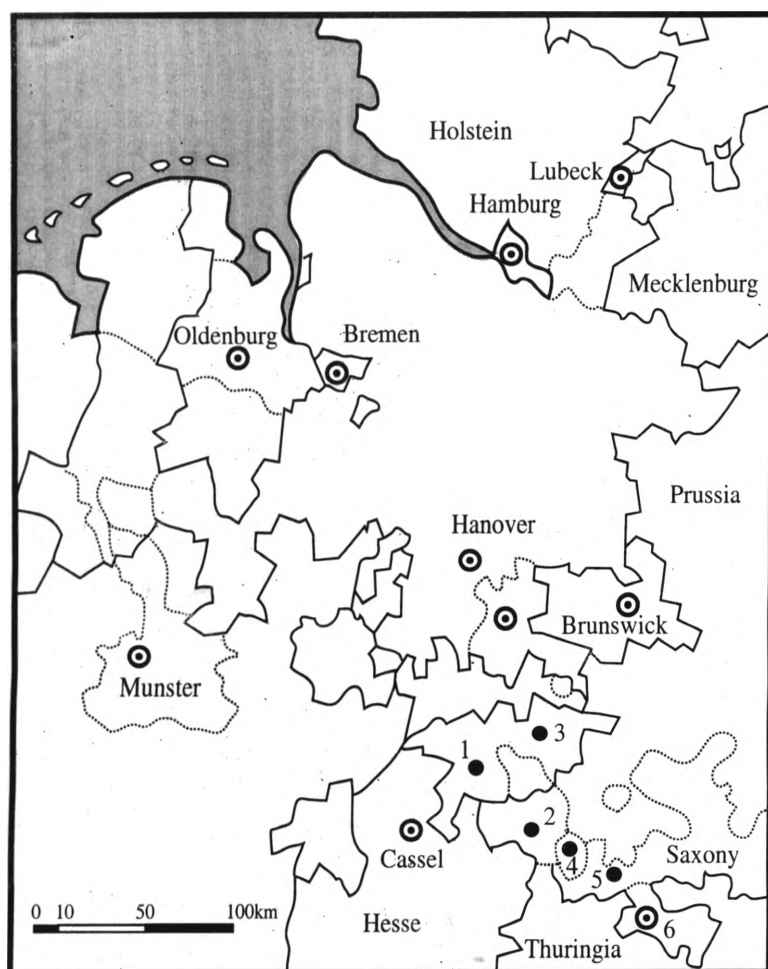 Holstein
Lubeck
Hamburg
Mecklenburg
Oldenburg
Bremen
Prussia
Hanover
Brunswick
Munster
3
1
2
4
Cassel
Saxony
5
0 10 50 100km
6
Hesse
Thuringia